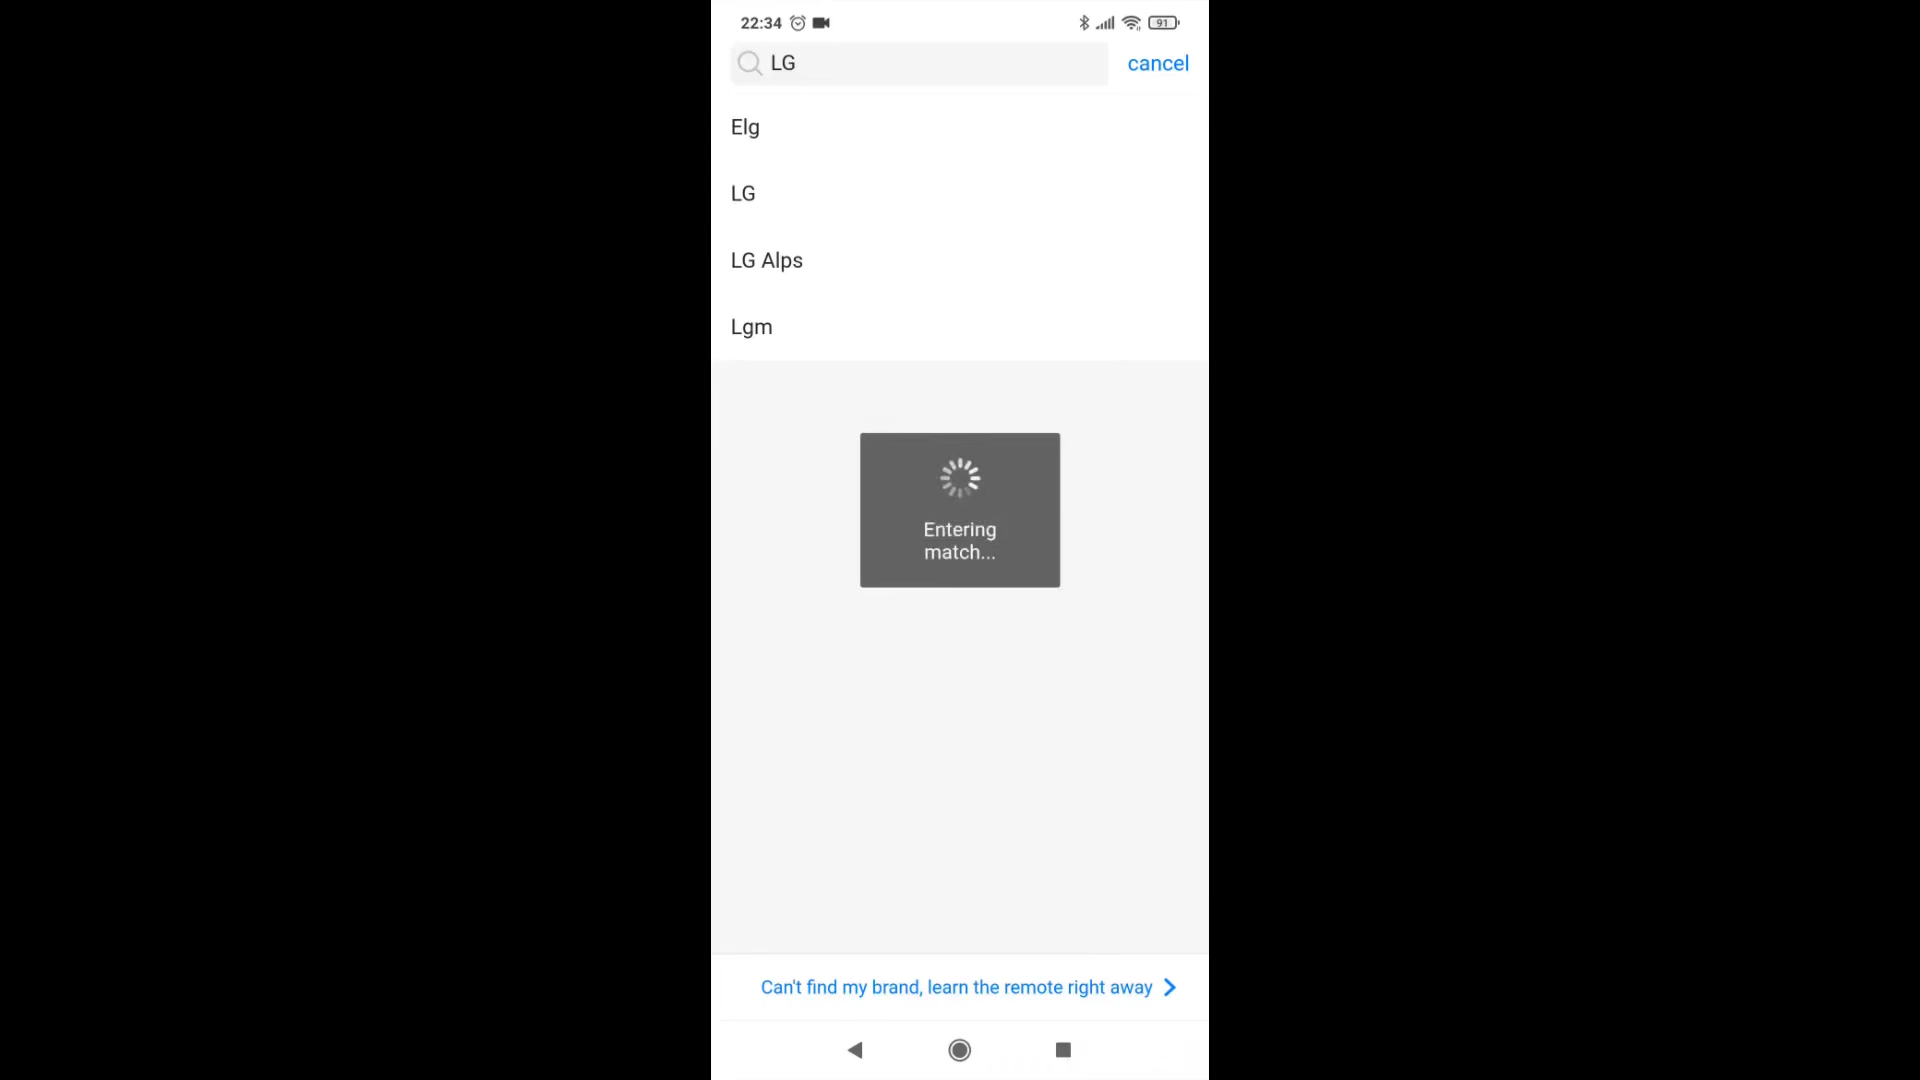 22:34
91
LG
cancel
Elg
LG
LG Alps
Lgm
Entering
match...
Can't find my brand, learn the remote right away